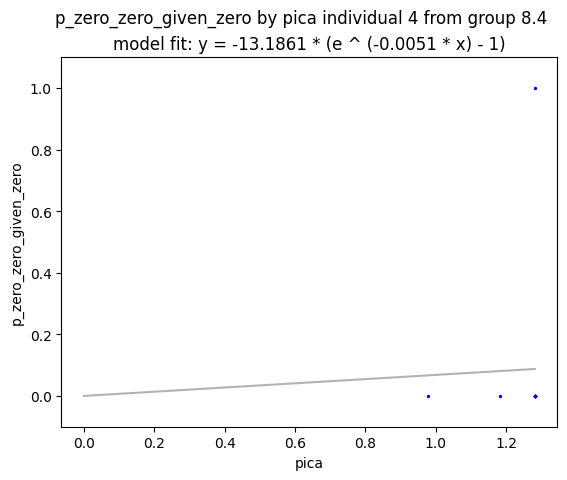 p_zero_zero_given_zero by pica individual 4 from group 8.4
model fit: y = -13.1861 * (e ^ (-0.0051 * x) - 1)
1.0
0.8
0.6
0.4
0.2
0.0
p_zero_zero_given_zero
0.0 0.2 0.4 0.6 0.8 1.0 1.2
pica